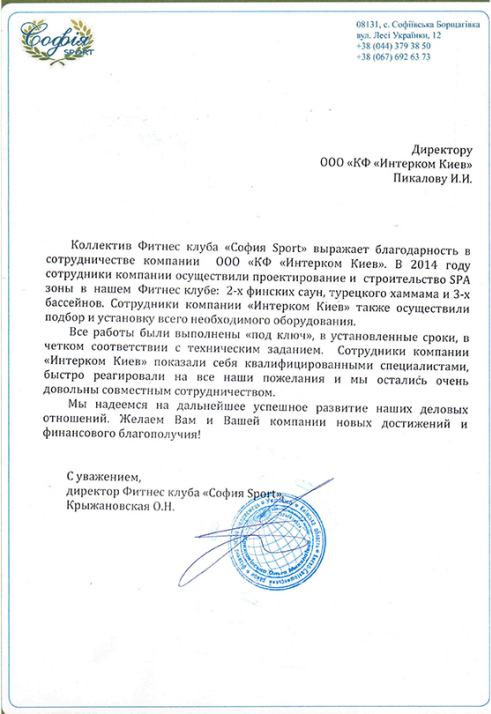 Софія
SPORT
08131, с. Софіївська Борщагівка
вул. Лесі Українки, 12
+38 (044) 379 38 50
+38 (067) 692 63 73
Директору
ООО «КФ «Интерком Киев»
Пикалову И.И.
Коллектив Фитнес клуба «София Sport» выражает благодарность в
сотрудничестве компании ООО «КФ «Интерком Киев». В 2014 году
сотрудники компании осуществили проектирование и строительство SPA
зоны в нашем Фитнес клубе: 2-х финских саун, турецкого хаммама и 3-х
бассейнов. Сотрудники компании «Интерком Киев» также осуществили
подбор и установку всего необходимого оборудования.
Все работы были выполнены «под ключ», в установленные сроки, в
четком соответствии с техническим заданием. Сотрудники компании
«Интерком Киев» показали себя квалифицированными специалистами,
быстро реагировали на все наши пожелания и мы остались очень
довольны совместным сотрудничеством.
Мы надеемся на дальнейшее успешное развитие наших деловых
отношений. Желаем Вам и Вашей компании новых достижений и
финансового благополучия!
С уважением,
директор Фитнес клуба «София Sport»,
Крыжановская О.Н.